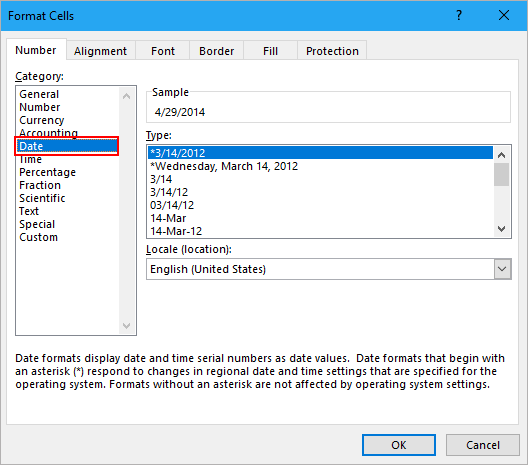 Format Cells
?
Number Alignment Font Border Fill Protection
Category:
General
Number
Currency
Accounting
Date
Time
Percentage
Fraction
Scientific
Text
Special
Custom
Sample
4/29/2014
Type:
*3/14/2012
*Wednesday, March 14, 2012
3/14
3/14/12
03/14/12
14-Mar
14-Mar-12
Locale (location):
English (United States)
Date formats display date and time serial numbers as date values.  Date formats that begin with
an asterisk (*) respond to changes in regional date and time settings that are specified for the
operating system. Formats without an asterisk are not affected by operating system settings.
OK Cancel